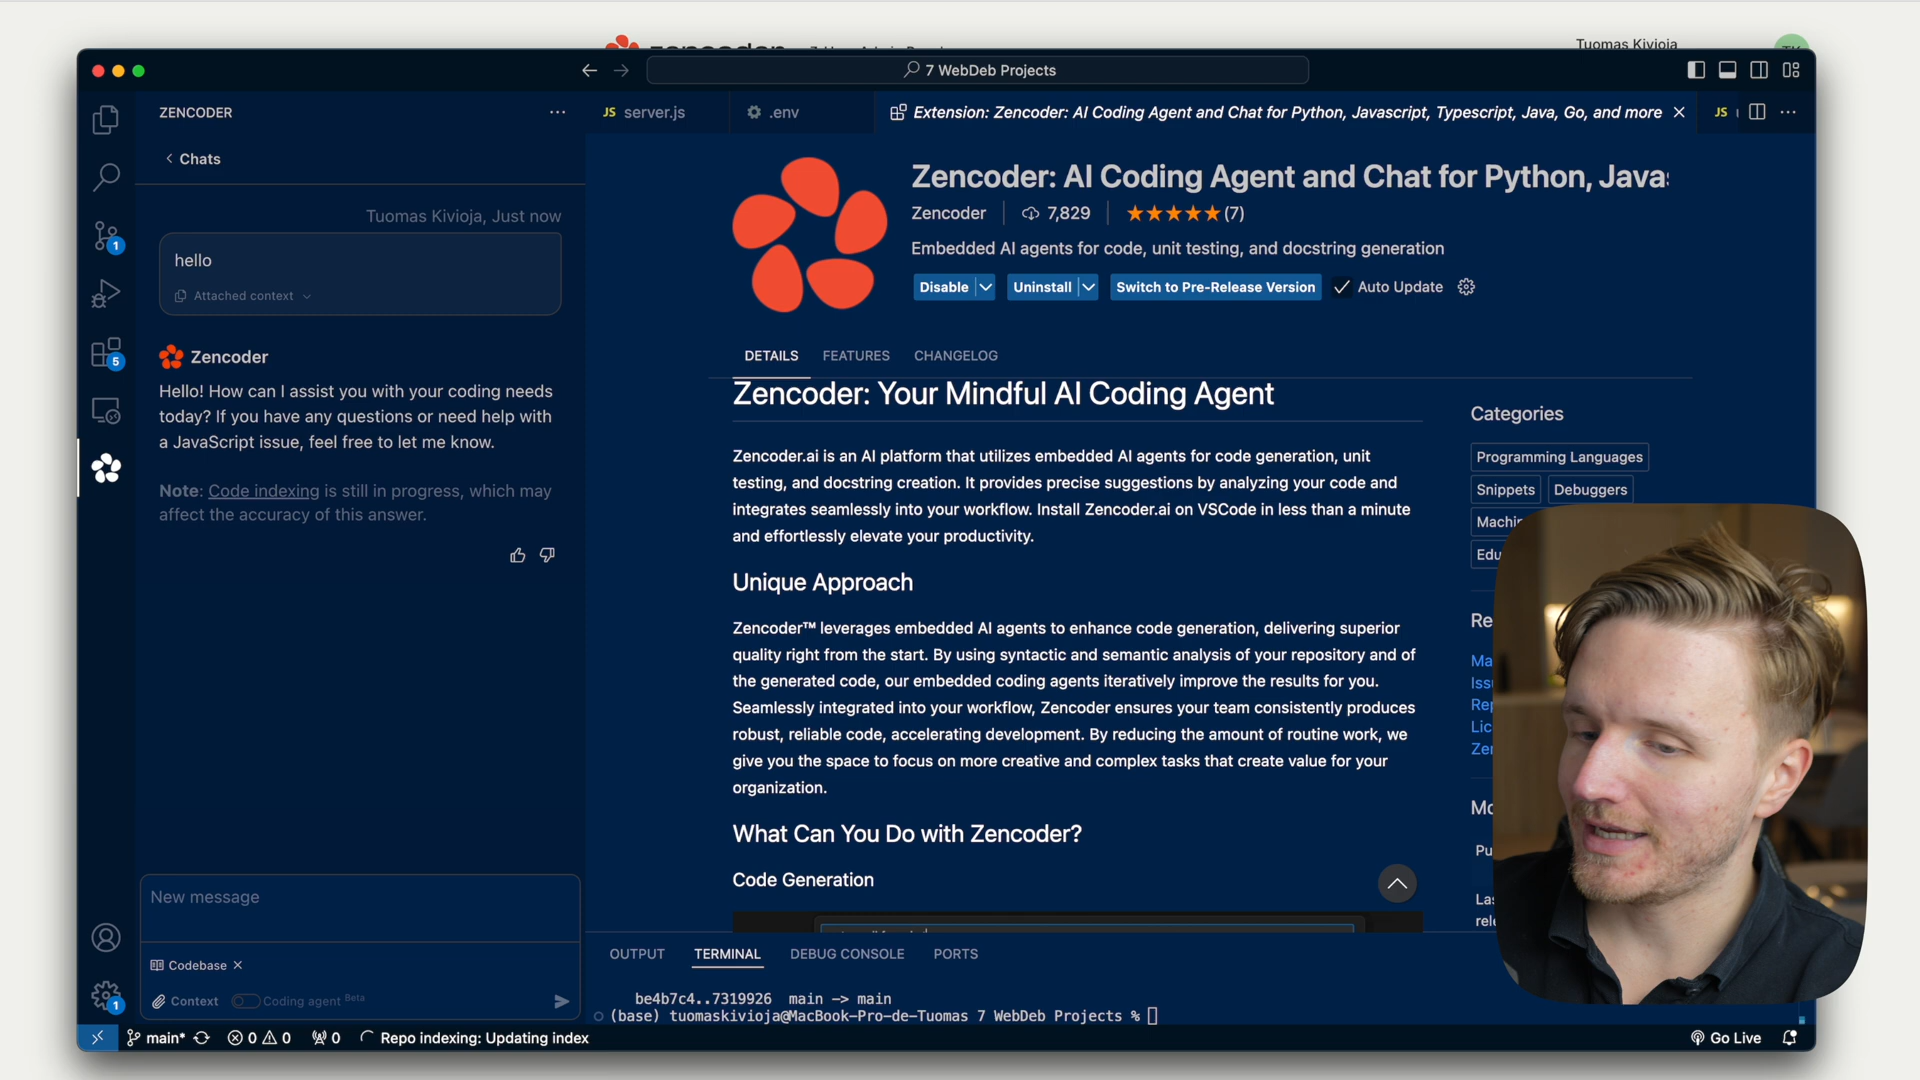 Tuomas Kivioja
7 WebDeb Projects
ZENCODER
JS server.js
.env
Extension: Zencoder: AI Coding Agent and Chat for Python, Javascript, Typescript, Java, Go, and more
JS
Chats
Tuomas Kivioja, Just now
hello
Attached context
Zencoder
Hello! How can I assist you with your coding needs
today? If you have any questions or need help with
a JavaScript issue, feel free to let me know.
Note: Code indexing is still in progress, which may
affect the accuracy of this answer.
New message
Codebase
Context
Coding agent Beta
1
5
1
Zencoder: AI Coding Agent and Chat for Python, Java
Zencoder
7,829
(7)
Embedded AI agents for code, unit testing, and docstring generation
Disable
Uninstall
Switch to Pre-Release Version
Auto Update
DETAILS
FEATURES
CHANGELOG
Zencoder: Your Mindful AI Coding Agent
Zencoder.ai is an AI platform that utilizes embedded AI agents for code generation, unit
testing, and docstring creation. It provides precise suggestions by analyzing your code and
integrates seamlessly into your workflow. Install Zencoder.ai on VSCode in less than a minute
and effortlessly elevate your productivity.
Unique Approach
Zencoder™ leverages embedded AI agents to enhance code generation, delivering superior
quality right from the start. By using syntactic and semantic analysis of your repository and of
the generated code, our embedded coding agents iteratively improve the results for you.
Seamlessly integrated into your workflow, Zencoder ensures your team consistently produces
robust, reliable code, accelerating development. By reducing the amount of routine work, we
give you the space to focus on more creative and complex tasks that create value for your
organization.
What Can You Do with Zencoder?
Code Generation
Categories
Programming Languages
Snippets
Debuggers
OUTPUT
TERMINAL
DEBUG CONSOLE
PORTS
be4b7c4..7319926 main -> main
(base) tuomaskivioja@MacBook-Pro-de-Tuomas 7 WebDeb Projects %
main*
0
0
0
Repo indexing: Updating index
Go Live